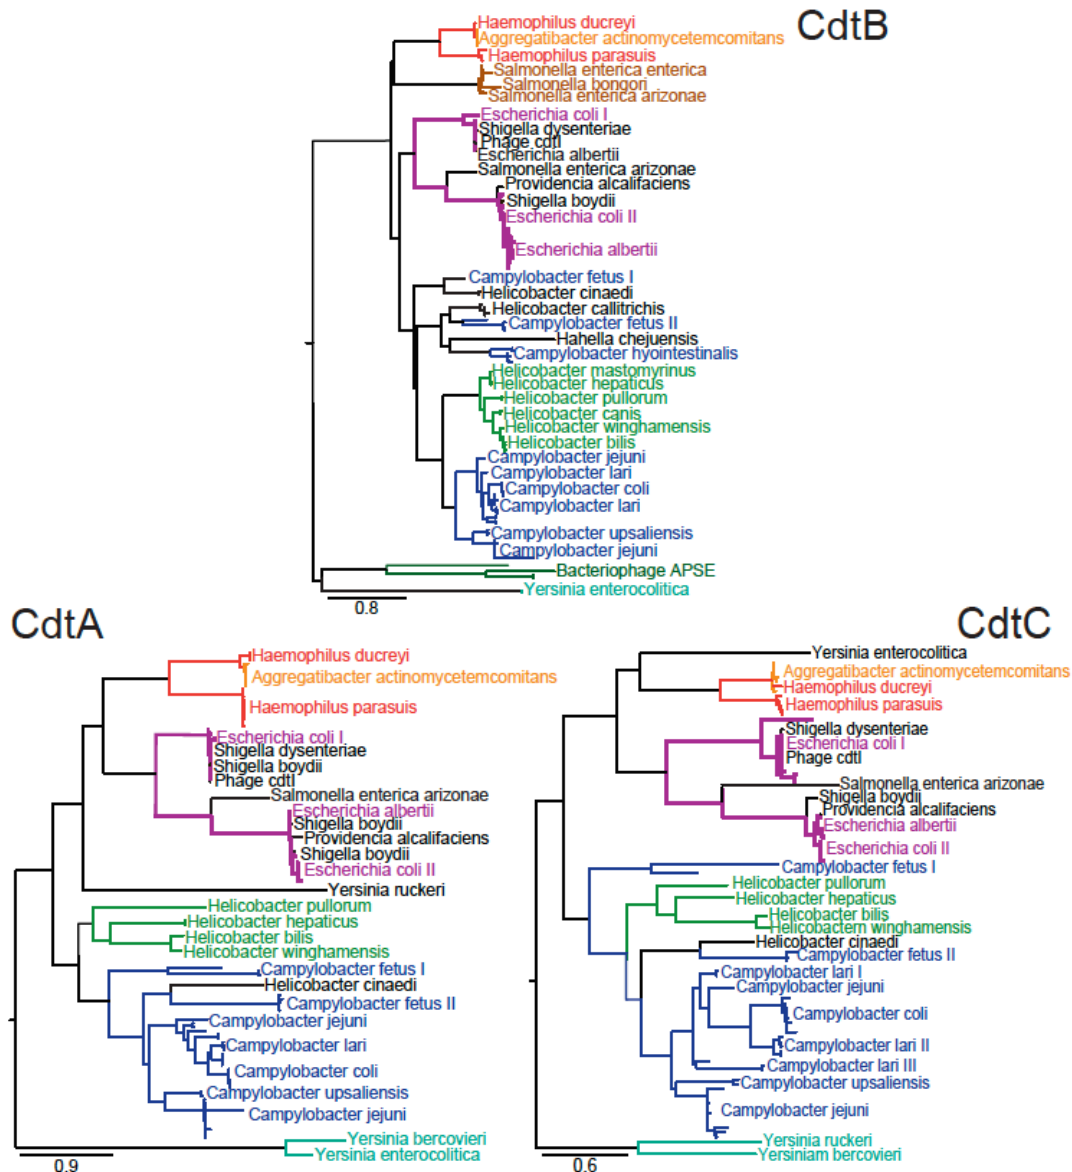 CdtB
Haemophilus ducreyi
Aggregatibacter actinomycetemcomitans
Haemophilus parasuis
Salmonella enterica enterica
Salmonella bongori
Salmonella enterica arizonae
Escherichia coli I
Shigella dysenteriae
Phage cdtI
Escherichia albertii
Salmonella enterica arizonae
Providencia alcalifaciens
Shigella boydii
Escherichia coli II
Escherichia albertii
Campylobacter fetus I
Helicobacter cinaedi
Helicobacter callitrichis
Campylobacter fetus II
Hahella chejuensis
Campylobacter hyointestinalis
Helicobacter mastomyrinus
Helicobacter hepaticus
Helicobacter pullorum
Helicobacter canis
Helicobacter winghamensis
Helicobacter bilis
Campylobacter jejuni
Campylobacter lari
Campylobacter coli
Campylobacter lari
Campylobacter upsaliensis
Campylobacter jejuni
Bacteriophage APSE
Yersinia enterocolitica
0.8
CdtA
Haemophilus ducreyi
Aggregatibacter actinomycetemcomitans
Haemophilus parasuis
Escherichia coli I
Shigella dysenteriae
Shigella boydii
Phage cdtI
Salmonella enterica arizonae
Escherichia albertii
Shigella boydii
Providencia alcalifaciens
Shigella boydii
Escherichia coli II
Yersinia ruckeri
Helicobacter pullorum
Helicobacter hepaticus
Helicobacter bilis
Helicobacter winghamensis
Campylobacter fetus I
Helicobacter cinaedi
Campylobacter fetus II
Campylobacter jejuni
Campylobacter lari
Campylobacter coli
Campylobacter upsaliensis
Campylobacter jejuni
Yersinia bercovieri
Yersinia enterocolitica
0.9
CdtC
Yersinia enterocolitica
Aggregatibacter actinomycetemcomitans
Haemophilus ducreyi
Haemophilus parasuis
Shigella dysenteriae
Escherichia coli I
Phage cdtI
Salmonella enterica arizonae
Shigella boydii
Providencia alcalifaciens
Escherichia albertii
Escherichia coli II
Campylobacter fetus I
Helicobacter pullorum
Helicobacter hepaticus
Helicobacter bilis
Helicobactern winghamensis
Helicobacter cinaedi
Campylobacter fetus II
Campylobacter lari I
Campylobacter jejuni
Campylobacter coli
Campylobacter lari II
Campylobacter lari III
Campylobacter upsaliensis
Campylobacter jejuni
Yersinia ruckeri
Yersiniam bercovieri
0.6